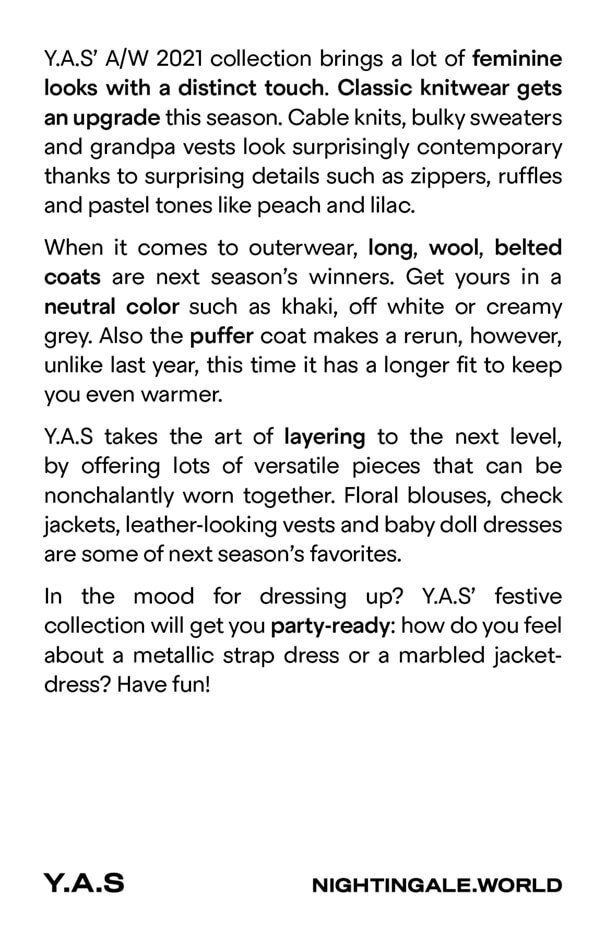 Y.A.S’ A/W 2021 collection brings a lot of feminine
looks with a distinct touch. Classic knitwear gets
an upgrade this season. Cable knits, bulky sweaters
and grandpa vests look surprisingly contemporary
thanks to surprising details such as zippers, ruffles
and pastel tones like peach and lilac.
When it comes to outerwear, long, wool, belted
coats are next season’s winners. Get yours in a
neutral color such as khaki, off white or creamy
grey. Also the puffer coat makes a rerun, however,
unlike last year, this time it has a longer fit to keep
you even warmer.
Y.A.S takes the art of layering to the next level,
by offering lots of versatile pieces that can be
nonchalantly worn together. Floral blouses, check
jackets, leather-looking vests and baby doll dresses
are some of next season’s favorites.
In the mood for dressing up? Y.A.S’ festive
collection will get you party-ready: how do you feel
about a metallic strap dress or a marbled jacket-
dress? Have fun!
Y.A.S
NIGHTINGALE.WORLD